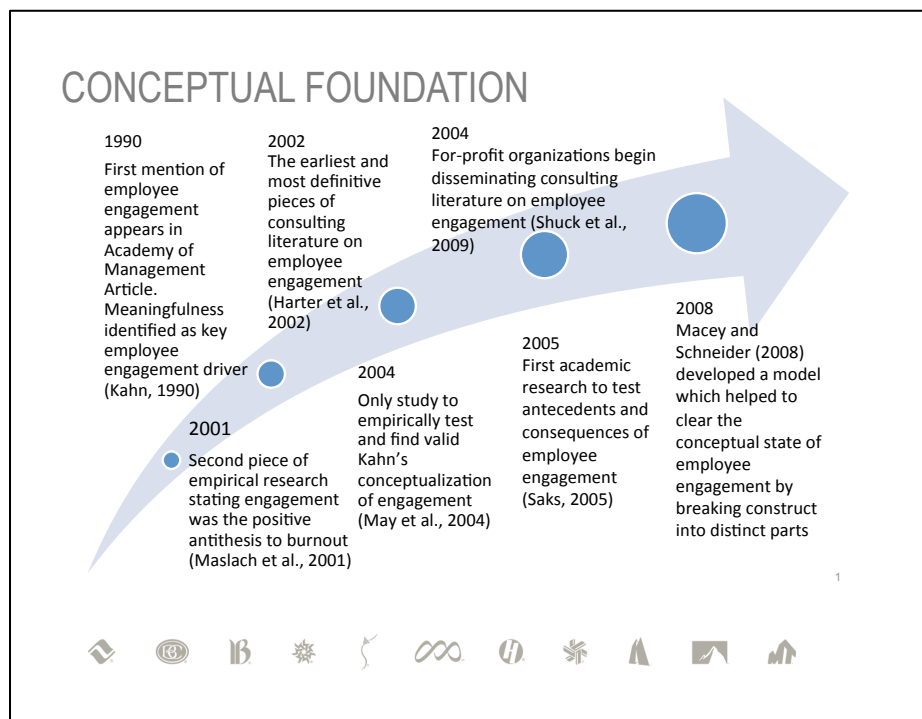 CONCEPTUAL FOUNDATION
1990
First mention of
employee
engagement
appears in
Academy of
Management
Article.
Meaningfulness
identified as key
employee
engagement driver
(Kahn, 1990)
2001
Second piece of
empirical research
stating engagement
was the positive
antithesis to burnout
(Maslach et al., 2001)
2002
The earliest and
most definitive
pieces of
consulting
literature on
employee
engagement
(Harter et al.,
2002)
2004
Only study to
empirically test
and find valid
Kahn's
conceptualization
of engagement
(May et al., 2004)
2004
For-profit organizations begin
disseminating consulting
literature on employee
engagement (Shuck et al.,
2009)
2005
First academic
research to test
antecedents and
consequences of
employee
engagement
(Saks, 2005)
2008
Macey and
Schneider (2008)
developed a model
which helped to
clear the
conceptual state of
employee
engagement by
breaking construct
into distinct parts
1